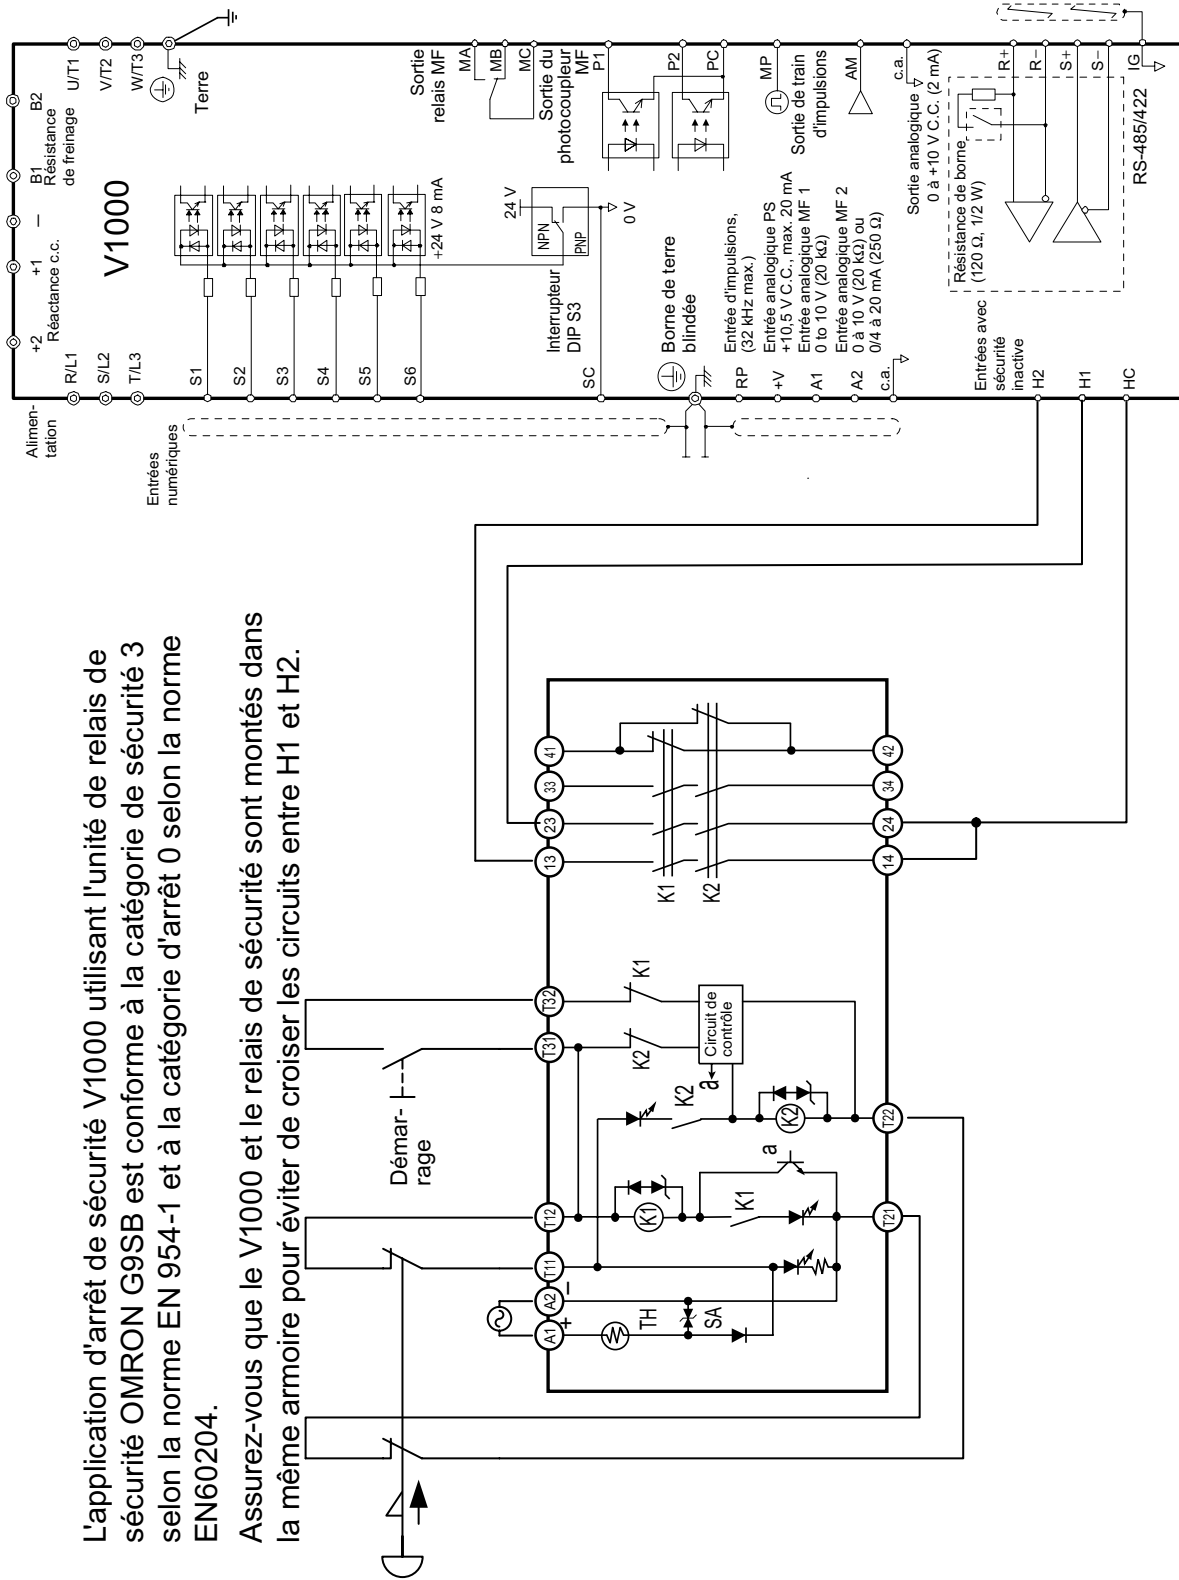 L'application d'arrêt de sécurité V1000 utilisant l'unité de relais de
sécurité OMRON G9SB est conforme à la catégorie de sécurité 3
selon la norme EN 954-1 et à la catégorie d'arrêt 0 selon la norme
EN60204.
Assurez-vous que le V1000 et le relais de sécurité sont montés dans
la même armoire pour éviter de croiser les circuits entre H1 et H2.
Démar-
rage
A1
+
A2
−
T11
T12
T31
T32
13
23
33
41
TH
SA
K1
K1
a
K2
K2
K2
K1
a
Circuit de
contrôle
K1
K2
T21
T22
14
24
34
42
Alimen-
tation
R/L1
S/L2
T/L3
+2
+1
−
B1
B2
Réactance c.c.
Résistance
de freinage
V1000
U/T1
V/T2
W/T3
Terre
Entrées
numériques
S1
S2
S3
S4
S5
S6
SC
+24 V 8 mA
Interrupteur
DIP S3
NPN
PNP
24 V
0 V
Borne de terre
blindée
RP
+V
A1
A2
c.a.
Entrée d'impulsions,
(32 kHz max.)
Entrée analogique PS
+10,5 V C.C., max. 20 mA
Entrée analogique MF 1
0 to 10 V (20 kΩ)
Entrée analogique MF 2
0 à 10 V (20 kΩ) ou
0/4 à 20 mA (250 Ω)
Entrées avec
sécurité
inactive
H2
H1
HC
Sortie
relais MF
MA
MB
MC
Sortie du
photocoupleur
MF
P1
P2
PC
MP
Sortie de train
d'impulsions
AM
c.a.
Sortie analogique
0 à +10 V C.C. (2 mA)
Résistance de borne
(120 Ω, 1/2 W)
R+
R−
S+
S−
IG
RS-485/422